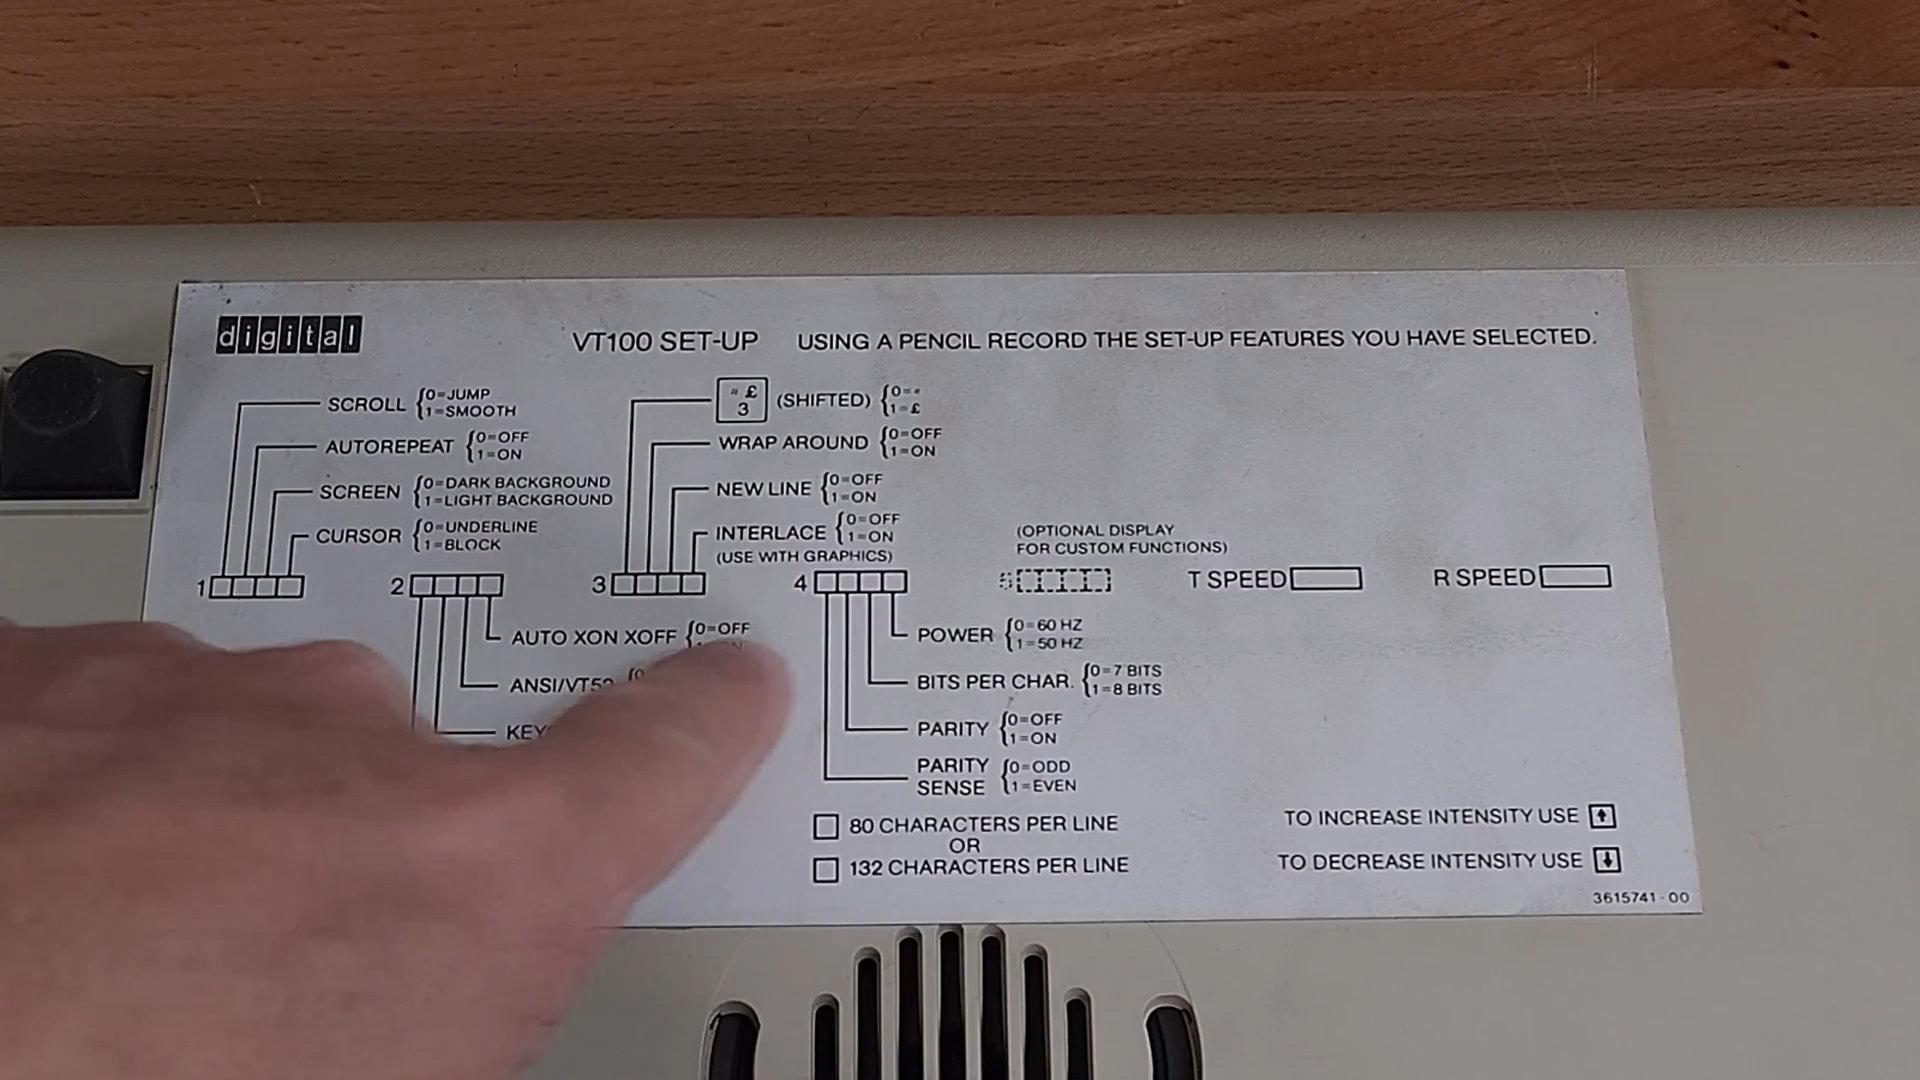 digital
VT100 SET-UP USING A PENCIL RECORD THE SET-UP FEATURES YOU HAVE SELECTED.
SCROLL 0=JUMP
1=SMOOTH
AUTOREPEAT 0=OFF
1=ON
SCREEN 0=DARK BACKGROUND
1=LIGHT BACKGROUND
CURSOR 0=UNDERLINE
1=BLOCK
1
2
AUTO XON XOFF 0=OFF
ANSI/VT52
" £
3
(SHIFTED) 0=
1=£
WRAP AROUND 0=OFF
1=ON
NEW LINE 0=OFF
1=ON
INTERLACE 0=OFF
1=ON
(USE WITH GRAPHICS)
3
4
POWER 0=60 HZ
1=50 HZ
BITS PER CHAR. 0=7 BITS
1=8 BITS
PARITY 0=OFF
1=ON
PARITY SENSE 0=ODD
1=EVEN
80 CHARACTERS PER LINE
OR
132 CHARACTERS PER LINE
(OPTIONAL DISPLAY
FOR CUSTOM FUNCTIONS)
5
T SPEED
R SPEED
TO INCREASE INTENSITY USE ↑
TO DECREASE INTENSITY USE ↓
3615741-00